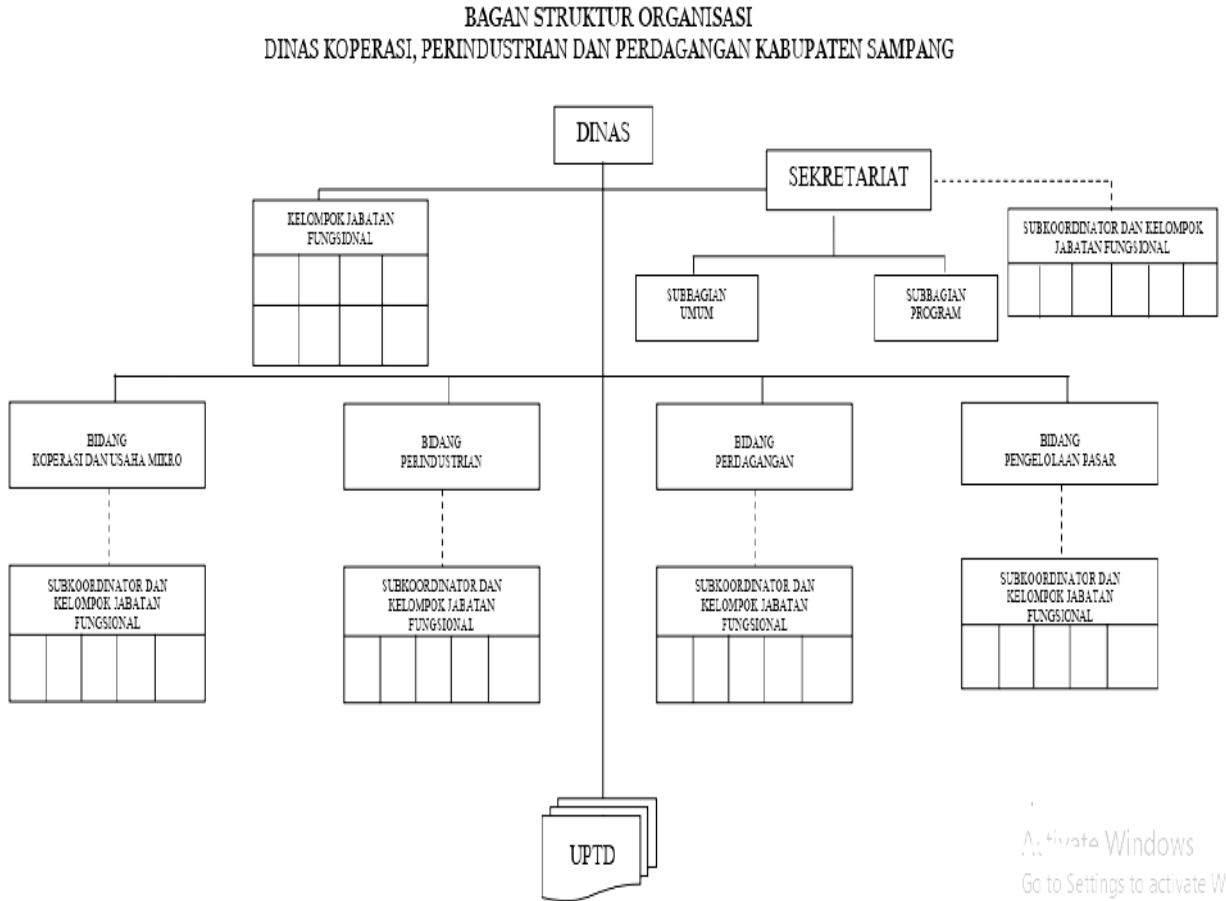 BAGAN STRUKTUR ORGANISASI
DINAS KOPERASI, PERINDUSTRIAN DAN PERDAGANGAN KABUPATEN SAMPANG
DINAS
SEKRETARIAT
KELOMPOK JABATAN
FUNGSIONAL
SUBKOORDINATOR DAN KELOMPOK
JABATAN FUNGSIONAL
SUBBAGIAN
UMUM
SUBBAGIAN
PROGRAM
BIDANG
KOPERASI DAN USAHA MIKRO
BIDANG
PERINDUSTRIAN
BIDANG
PERDAGANGAN
BIDANG
PENGELOLAAN PASAR
SUBKOORDINATOR DAN
KELOMPOK JABATAN
FUNGSIONAL
SUBKOORDINATOR DAN
KELOMPOK JABATAN
FUNGSIONAL
SUBKOORDINATOR DAN
KELOMPOK JABATAN
FUNGSIONAL
SUBKOORDINATOR DAN
KELOMPOK JABATAN
FUNGSIONAL
UPTD
Activate Windows
Go to Settings to activate W